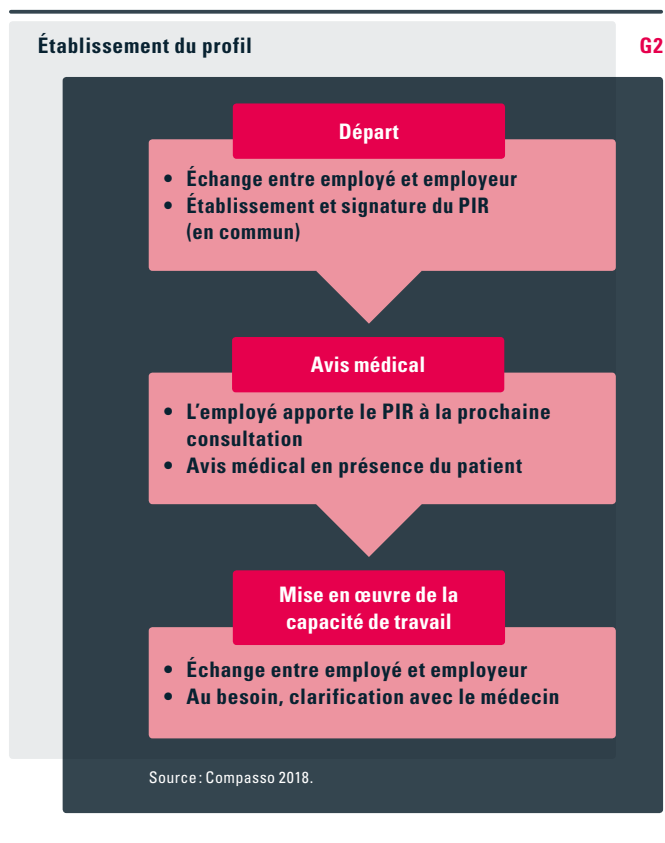 Établissement du profil
G2
Départ
• Échange entre employé et employeur
• Établissement et signature du PIR
(en commun)
Avis médical
• L'employé apporte le PIR à la prochaine
consultation
• Avis médical en présence du patient
Mise en œuvre de la
capacité de travail
• Échange entre employé et employeur
• Au besoin, clarification avec le médecin
Source : Compasso 2018.